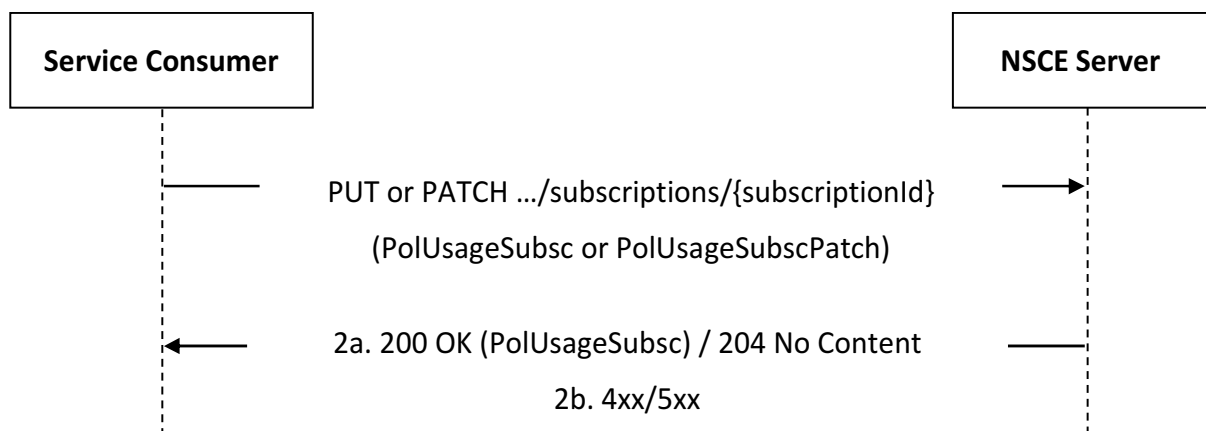 Service Consumer
NSCE Server
PUT or PATCH …/subscriptions/{subscriptionId}
(PolUsageSubsc or PolUsageSubscPatch)
2a. 200 OK (PolUsageSubsc) / 204 No Content
2b. 4xx/5xx